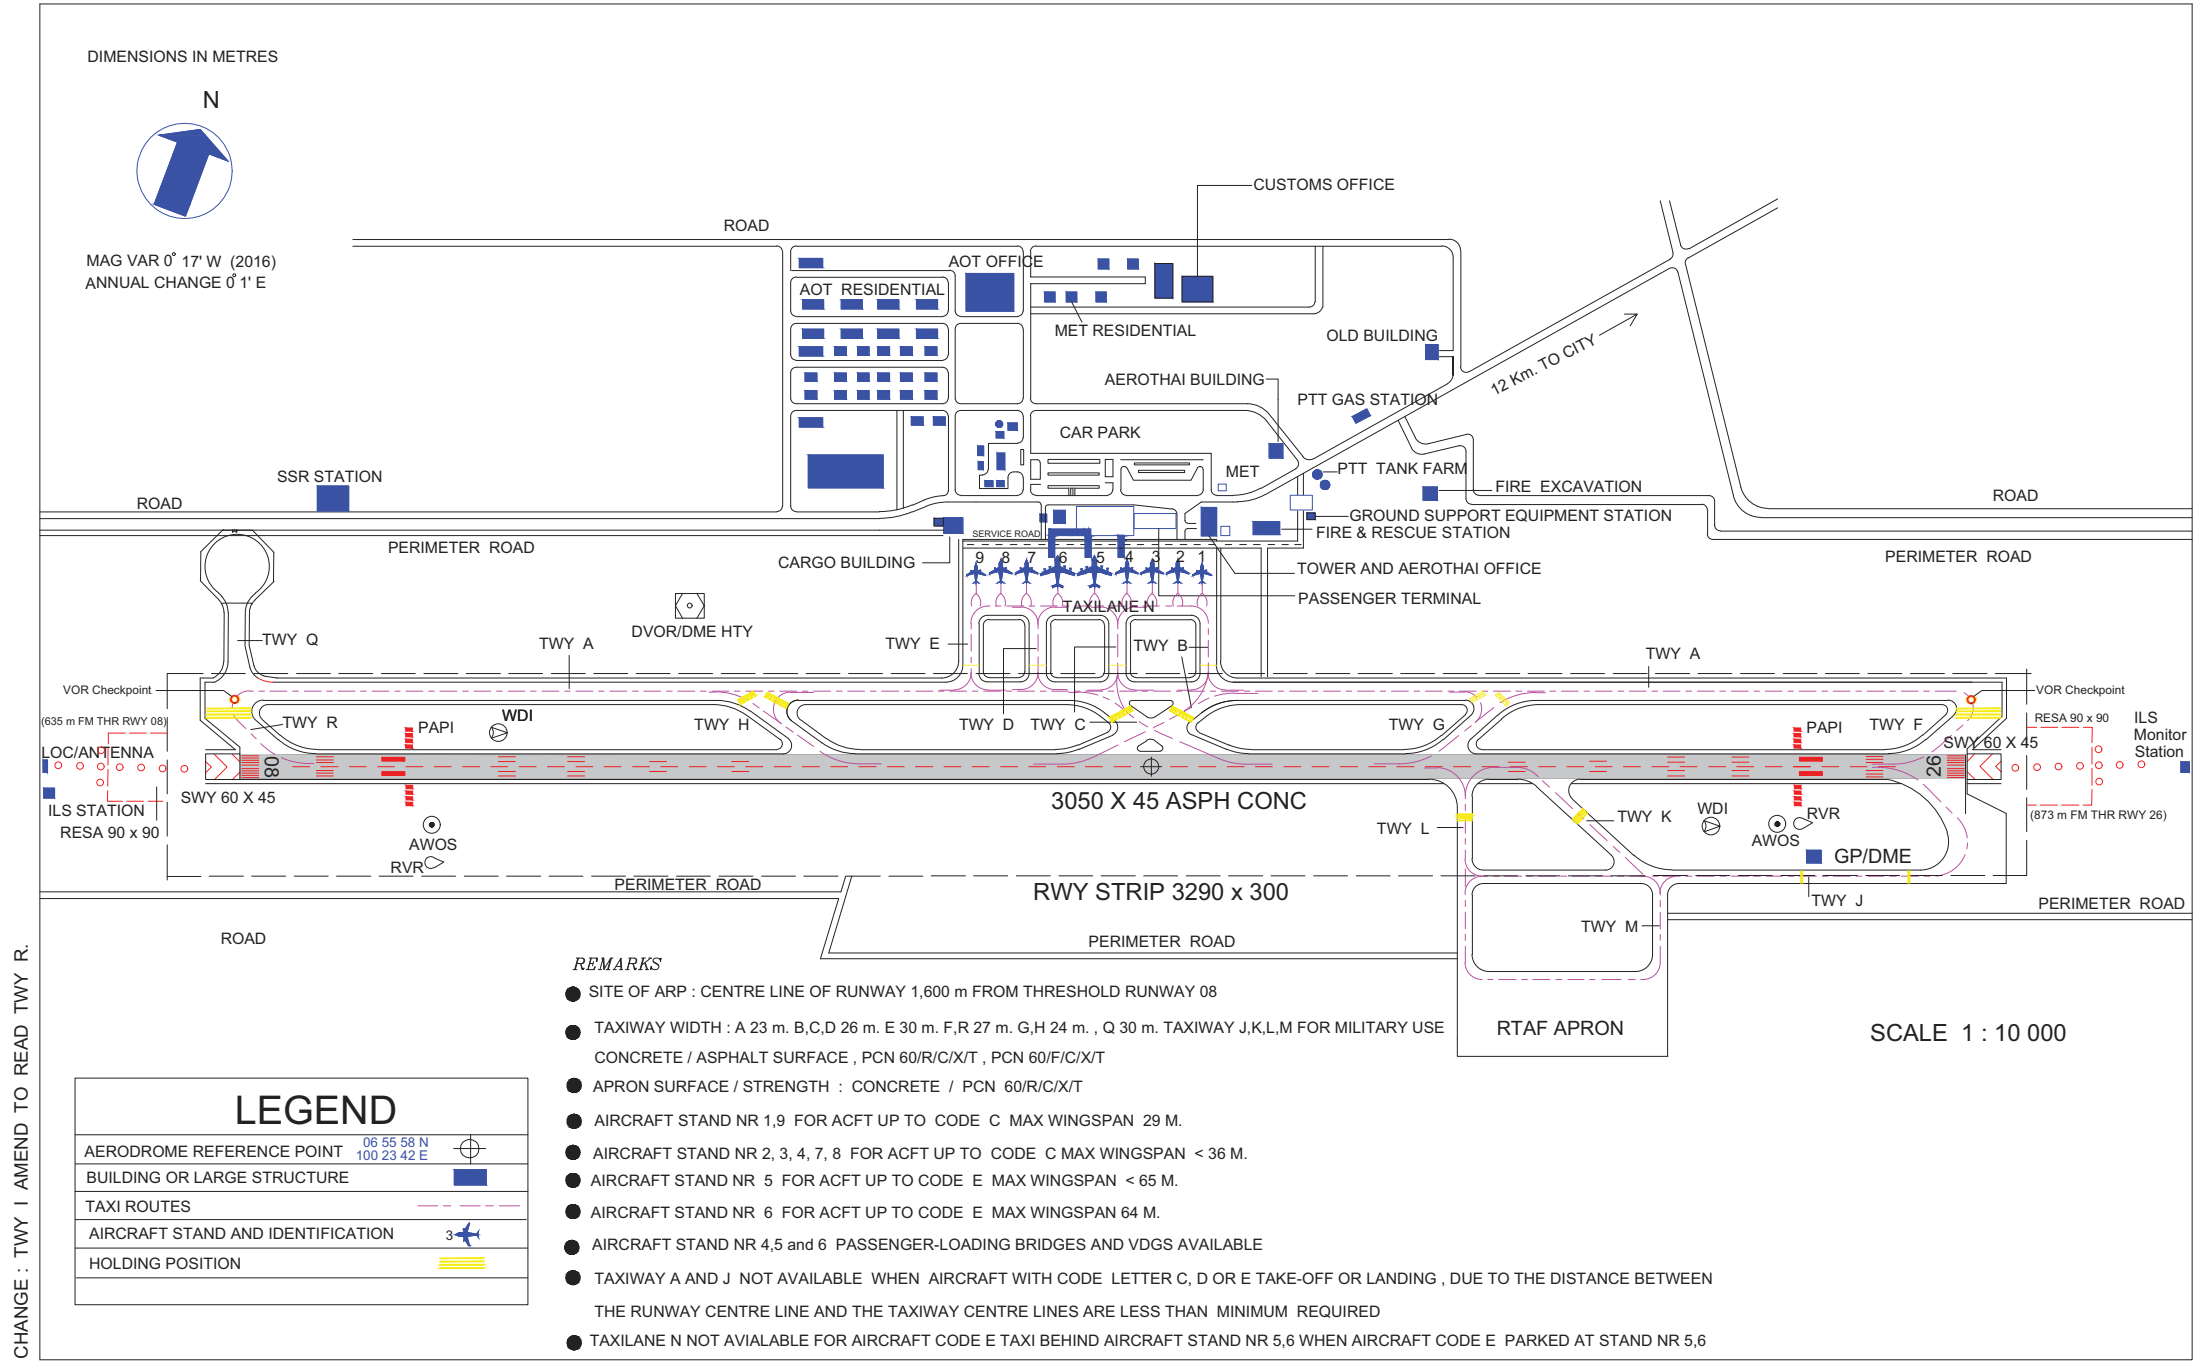 DIMENSIONS IN METRES
N
MAG VAR 0° 17' W (2016)
ANNUAL CHANGE 0° 1' E
CUSTOMS OFFICE
ROAD
AOT OFFICE
AOT RESIDENTIAL
MET RESIDENTIAL
OLD BUILDING
12 Km. TO CITY
AEROTHAI BUILDING
PTT GAS STATION
CAR PARK
MET
PTT TANK FARM
SSR STATION
FIRE EXCAVATION
ROAD
ROAD
GROUND SUPPORT EQUIPMENT STATION
SERVICE ROAD
FIRE & RESCUE STATION
PERIMETER ROAD
PERIMETER ROAD
CARGO BUILDING
9 8 7 6 5 4 3 2 1
TOWER AND AEROTHAI OFFICE
PASSENGER TERMINAL
TAXILANE N
DVOR/DME HTY
TWY Q
TWY A
TWY E
TWY B
TWY A
VOR Checkpoint
VOR Checkpoint
(635 m FM THR RWY 08)
TWY R
PAPI
WDI
TWY H
TWY D
TWY C
TWY G
PAPI
TWY F
RESA 90 x 90
ILS
Monitor
Station
LOC/ANTENNA
SWY 60 X 45
08
26
SWY 60 X 45
3050 X 45 ASPH CONC
ILS STATION
RESA 90 x 90
AWOS
RVR
TWY L
TWY K
WDI
RVR
AWOS
(873 m FM THR RWY 26)
GP/DME
PERIMETER ROAD
RWY STRIP 3290 x 300
TWY J
PERIMETER ROAD
TWY M
ROAD
PERIMETER ROAD
REMARKS
● SITE OF ARP : CENTRE LINE OF RUNWAY 1,600 m FROM THRESHOLD RUNWAY 08
● TAXIWAY WIDTH : A 23 m. B,C,D 26 m. E 30 m. F,R 27 m. G,H 24 m. , Q 30 m. TAXIWAY J,K,L,M FOR MILITARY USE
CONCRETE / ASPHALT SURFACE , PCN 60/R/C/X/T , PCN 60/F/C/X/T
● APRON SURFACE / STRENGTH : CONCRETE / PCN 60/R/C/X/T
● AIRCRAFT STAND NR 1,9 FOR ACFT UP TO CODE C MAX WINGSPAN 29 M.
● AIRCRAFT STAND NR 2, 3, 4, 7, 8 FOR ACFT UP TO CODE C MAX WINGSPAN < 36 M.
● AIRCRAFT STAND NR 5 FOR ACFT UP TO CODE E MAX WINGSPAN < 65 M.
● AIRCRAFT STAND NR 6 FOR ACFT UP TO CODE E MAX WINGSPAN 64 M.
● AIRCRAFT STAND NR 4,5 and 6 PASSENGER-LOADING BRIDGES AND VDGS AVAILABLE
● TAXIWAY A AND J NOT AVAILABLE WHEN AIRCRAFT WITH CODE LETTER C, D OR E TAKE-OFF OR LANDING , DUE TO THE DISTANCE BETWEEN
THE RUNWAY CENTRE LINE AND THE TAXIWAY CENTRE LINES ARE LESS THAN MINIMUM REQUIRED
● TAXILANE N NOT AVIALABLE FOR AIRCRAFT CODE E TAXI BEHIND AIRCRAFT STAND NR 5,6 WHEN AIRCRAFT CODE E PARKED AT STAND NR 5,6
RTAF APRON
SCALE 1 : 10 000
LEGEND
AERODROME REFERENCE POINT 06 55 58 N
100 23 42 E
BUILDING OR LARGE STRUCTURE
TAXI ROUTES
AIRCRAFT STAND AND IDENTIFICATION 3
HOLDING POSITION
CHANGE : TWY I AMEND TO READ TWY R.